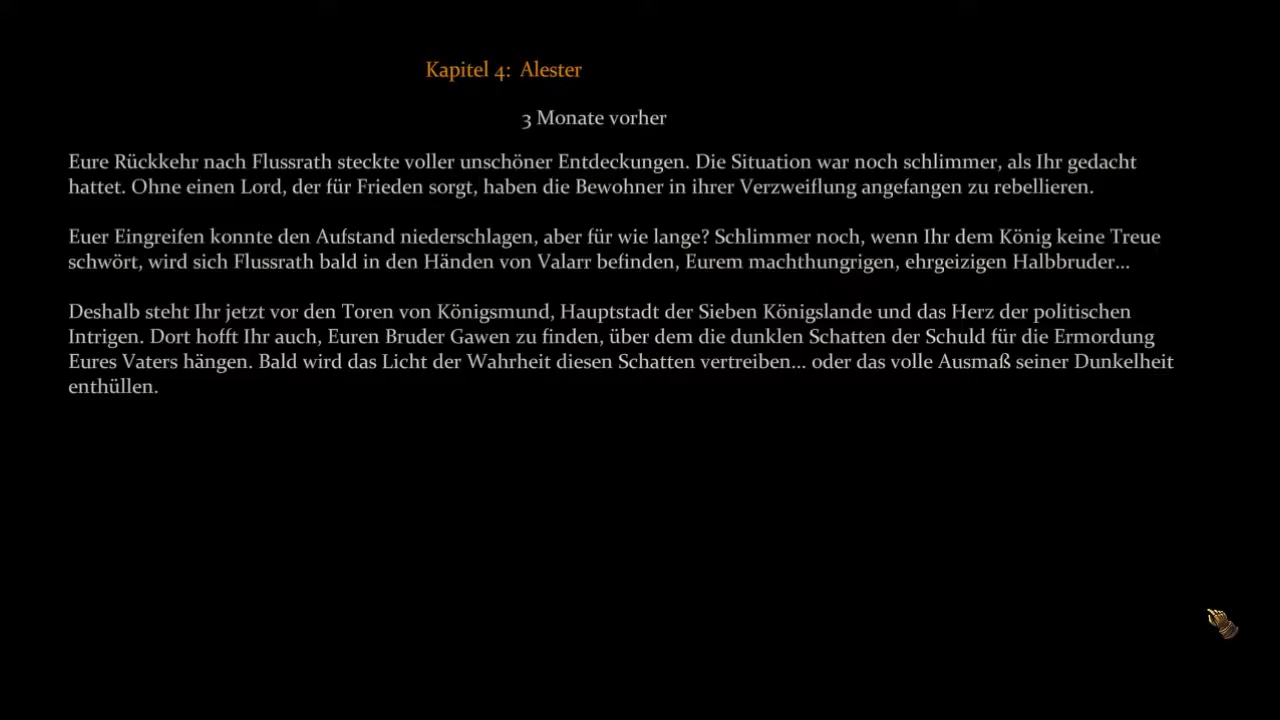 Kapitel 4: Alester
3 Monate vorher
Eure Rückkehr nach Flussrath steckte voller unschöner Entdeckungen. Die Situation war noch schlimmer, als Ihr gedacht
hattet. Ohne einen Lord, der für Frieden sorgt, haben die Bewohner in ihrer Verzweiflung angefangen zu rebellieren.
Euer Eingreifen konnte den Aufstand niederschlagen, aber für wie lange? Schlimmer noch, wenn Ihr dem König keine Treue
schwört, wird sich Flussrath bald in den Händen von Valarr befinden, Eurem machthungrigen, ehrgeizigen Halbbruder...
Deshalb steht Ihr jetzt vor den Toren von Königsmund, Hauptstadt der Sieben Königslande und das Herz der politischen
Intrigen. Dort hofft Ihr auch, Euren Bruder Gawen zu finden, über dem die dunklen Schatten der Schuld für die Ermordung
Eures Vaters hängen. Bald wird das Licht der Wahrheit diesen Schatten vertreiben... oder das volle Ausmaß seiner Dunkelheit
enthüllen.